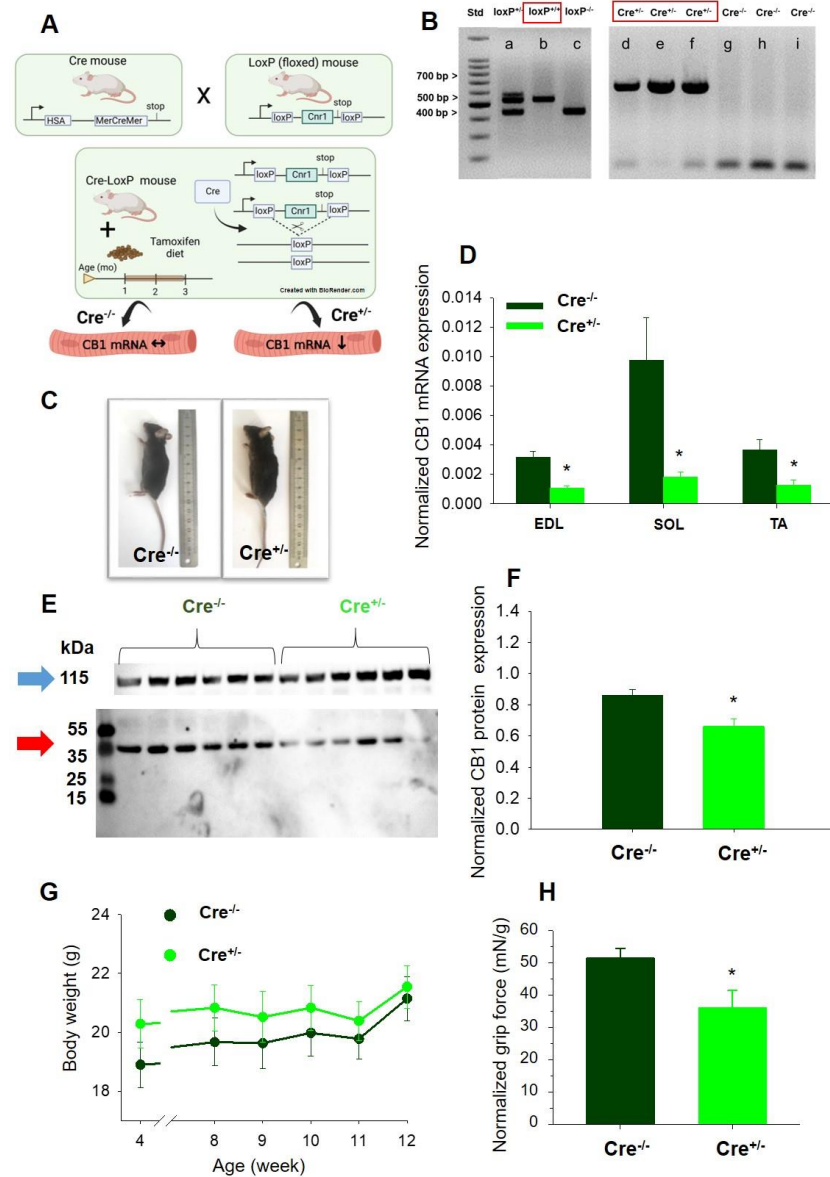 A
Cre mouse
HSA
MerCreMer
stop
X
LoxP (floxed) mouse
loxP
Cnr1
stop
loxP
Cre-LoxP mouse
+
Tamoxifen
diet
Age (mo)
1 2 3
Cre
stop
loxP Cnr1 loxP
stop
loxP Cnr1 loxP
loxP
loxP
Created with BioRender.com
Cre-/-
Cre+/-
CB1 mRNA ↔
CB1 mRNA ↓
B
Std loxP+/- loxP+/+ loxP-/-
a b c
700 bp >
500 bp >
400 bp >
Cre+/- Cre+/- Cre+/- Cre-/- Cre-/- Cre-/-
d e f g h i
C
Cre-/-
Cre+/-
D
Normalized CB1 mRNA expression
0.014
0.012
0.010
0.008
0.006
0.004
0.002
0.000
Cre-/-
Cre+/-
* * *
EDL SOL TA
E
Cre-/- Cre+/-
kDa
115
55
35
25
15
F
Normalized CB1 protein expression
1.4
1.2
1.0
0.8
0.6
0.4
0.2
0.0
*
Cre-/- Cre+/-
G
Cre-/-
Cre+/-
Body weight (g)
24
22
20
18
4 8 9 10 11 12
Age (week)
H
Normalized grip force (mN/g)
60
50
40
30
20
10
0
*
Cre-/- Cre+/-